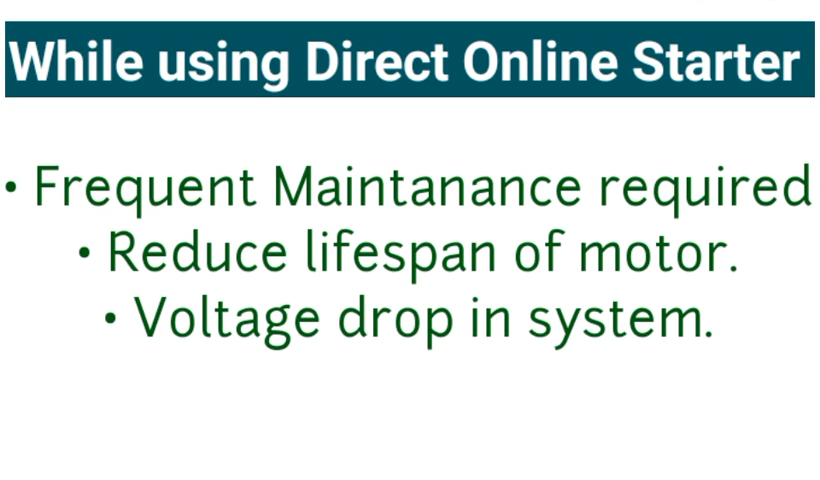 While using Direct Online Starter
• Frequent Maintanance required
• Reduce lifespan of motor.
• Voltage drop in system.